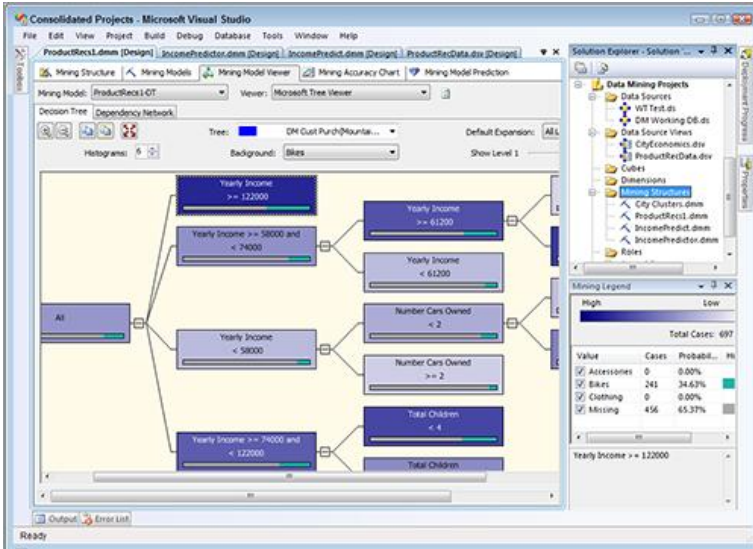 Consolidated Projects - Microsoft Visual Studio
File Edit View Project Build Debug Database Tools Window Help
ProductRecs1.dmm [Design] IncomePredictor.dmm [Design] IncomePredict.dmm [Design] ProductRecData.dsv [Design]
Mining Structure Mining Models Mining Model Viewer Mining Accuracy Chart Mining Model Prediction
Mining Model: ProductRecs1-DT Viewer: Microsoft Tree Viewer
Decision Tree Dependency Network
Tree: DM Cust Purch(Mountai... Default Expansion: All L
Histograms: 6 Background: Bikes Show Level 1
All
Yearly Income
>= 122000
Yearly Income >= 58000 and
< 74000
Yearly Income
< 58000
Yearly Income >= 74000 and
< 122000
Yearly Income
>= 61200
Yearly Income
< 61200
Number Cars Owned
< 2
Number Cars Owned
>= 2
Total Children
< 4
Total Children
Toolbox
Solution Explorer - Solution '...
Data Mining Projects
Data Sources
WT Test.ds
DM Working DB.ds
Data Source Views
CityEconomics.dsv
ProductRecData.dsv
Cubes
Dimensions
Mining Structures
City Clusters.dmm
ProductRecs1.dmm
IncomePredict.dmm
IncomePredictor.dmm
Roles
Deployment Progress
Properties
Mining Legend
High Low
Total Cases: 697
Value Cases Probabil... Hi
Accessories 0 0.00%
Bikes 241 34.63%
Clothing 0 0.00%
Missing 456 65.37%
Yearly Income >= 122000
Output Error List
Ready